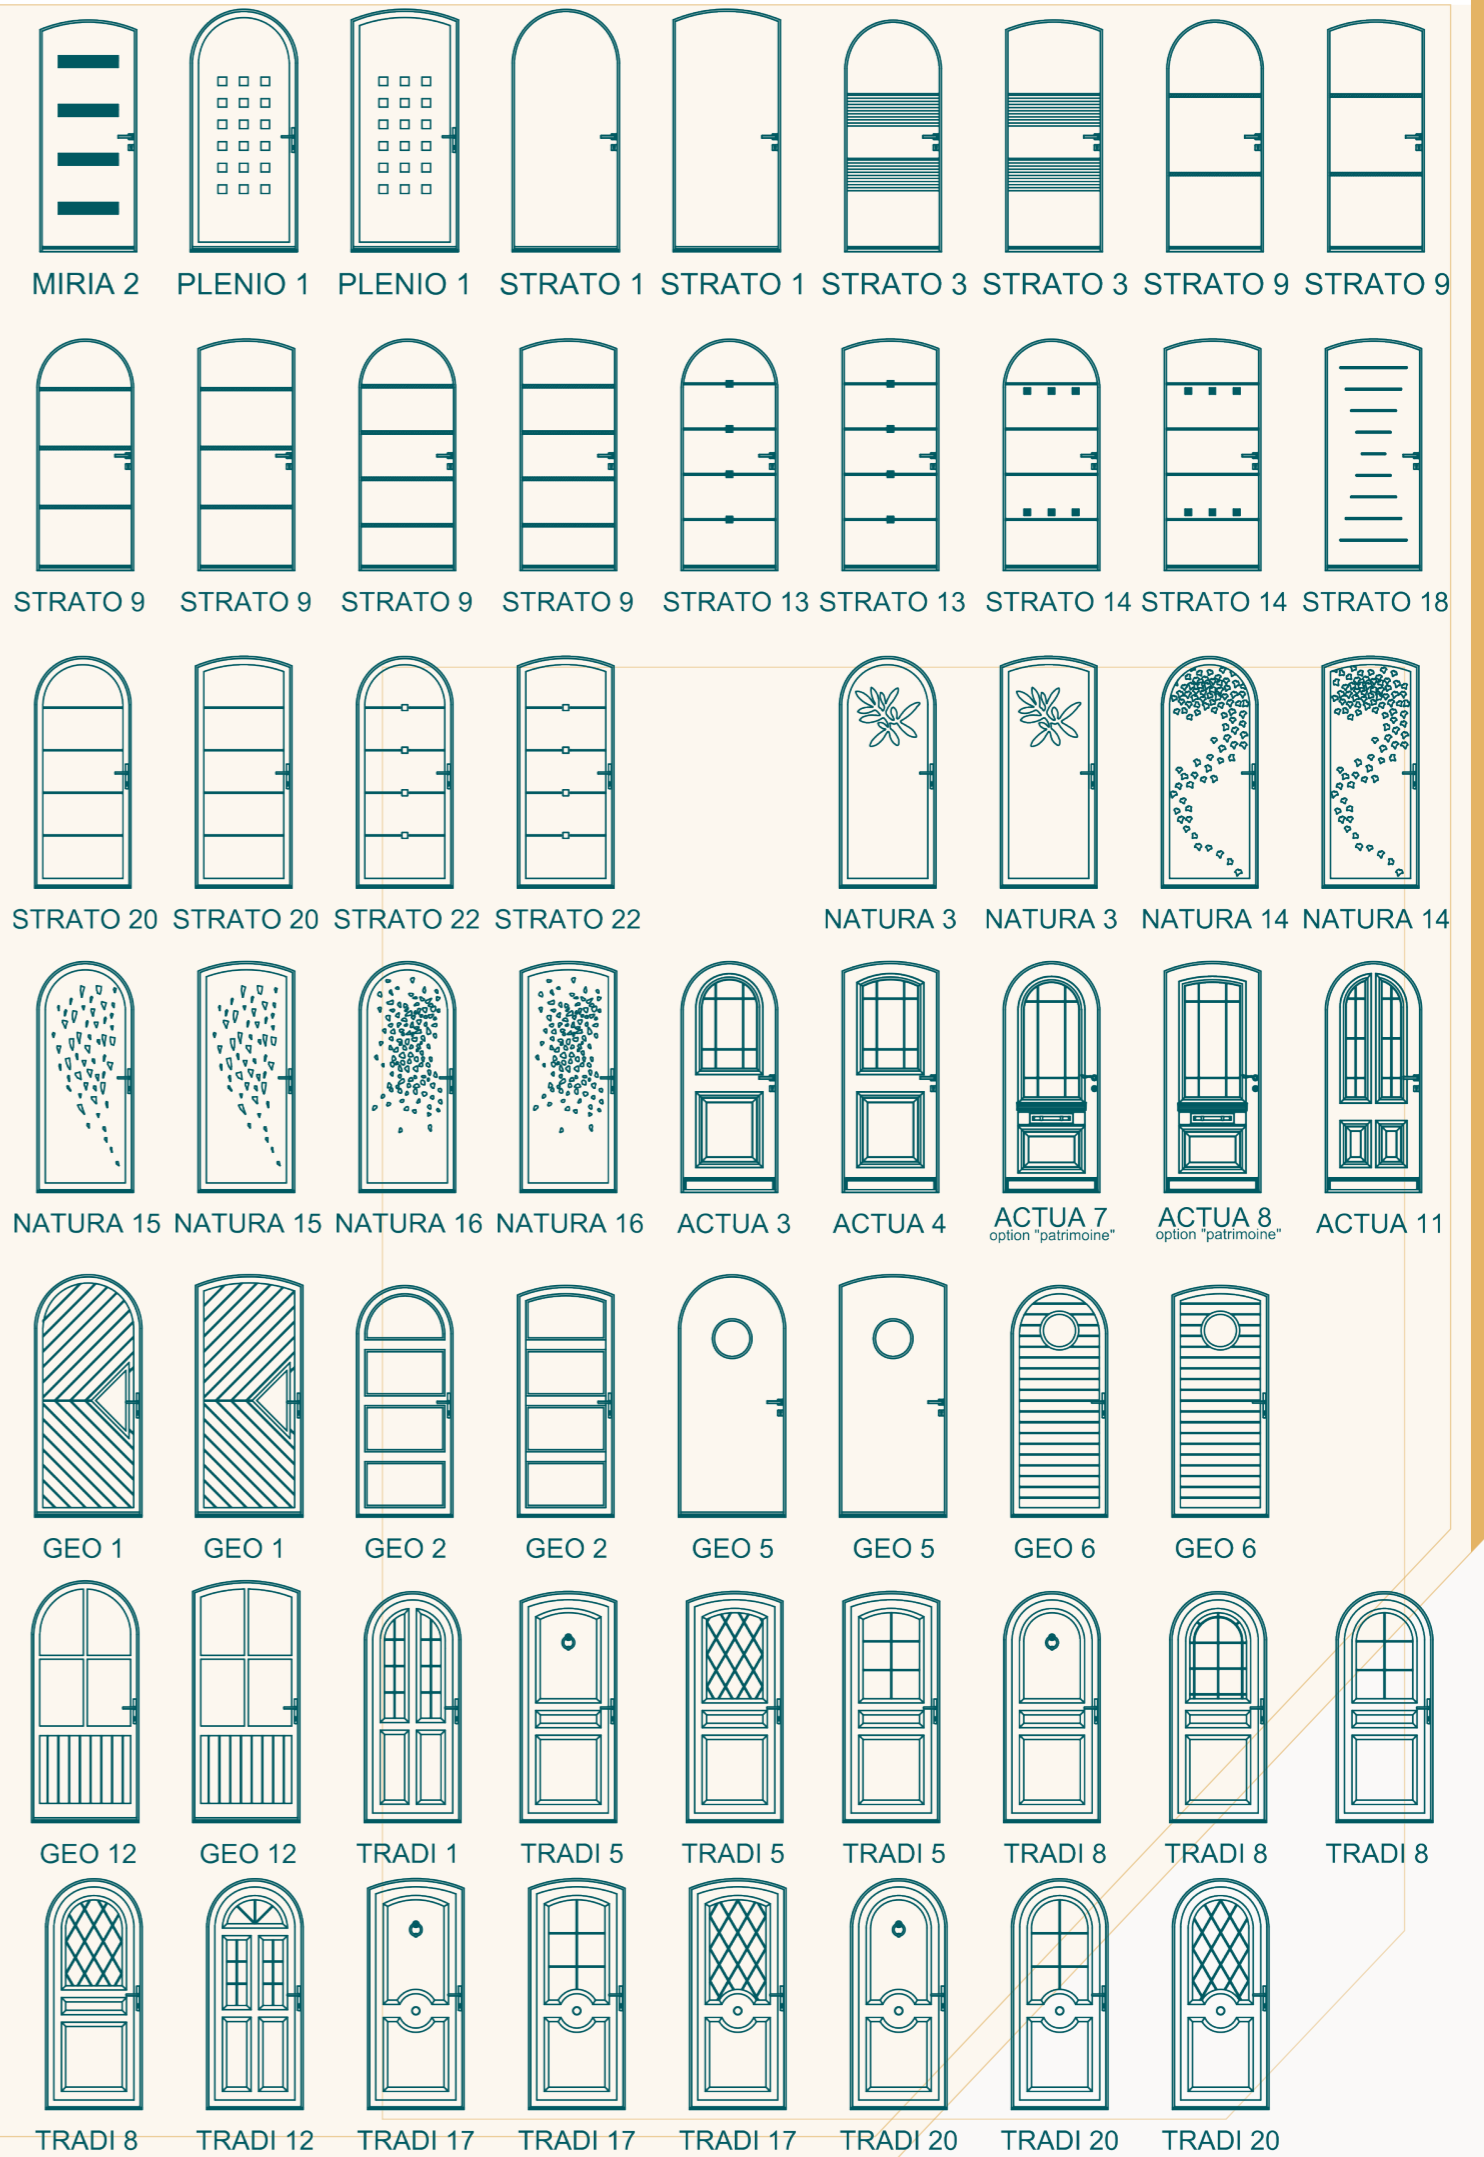 MIRIA 2 PLENIO 1 PLENIO 1 STRATO 1 STRATO 1 STRATO 3 STRATO 3 STRATO 9 STRATO 9
STRATO 9 STRATO 9 STRATO 9 STRATO 9 STRATO 13 STRATO 13 STRATO 14 STRATO 14 STRATO 18
STRATO 20 STRATO 20 STRATO 22 STRATO 22 NATURA 3 NATURA 3 NATURA 14 NATURA 14
NATURA 15 NATURA 15 NATURA 16 NATURA 16 ACTUA 3 ACTUA 4 ACTUA 7 ACTUA 8 ACTUA 11
option "patrimoine" option "patrimoine"
GEO 1 GEO 1 GEO 2 GEO 2 GEO 5 GEO 5 GEO 6 GEO 6
GEO 12 GEO 12 TRADI 1 TRADI 5 TRADI 5 TRADI 5 TRADI 8 TRADI 8 TRADI 8
TRADI 8 TRADI 12 TRADI 17 TRADI 17 TRADI 17 TRADI 20 TRADI 20 TRADI 20